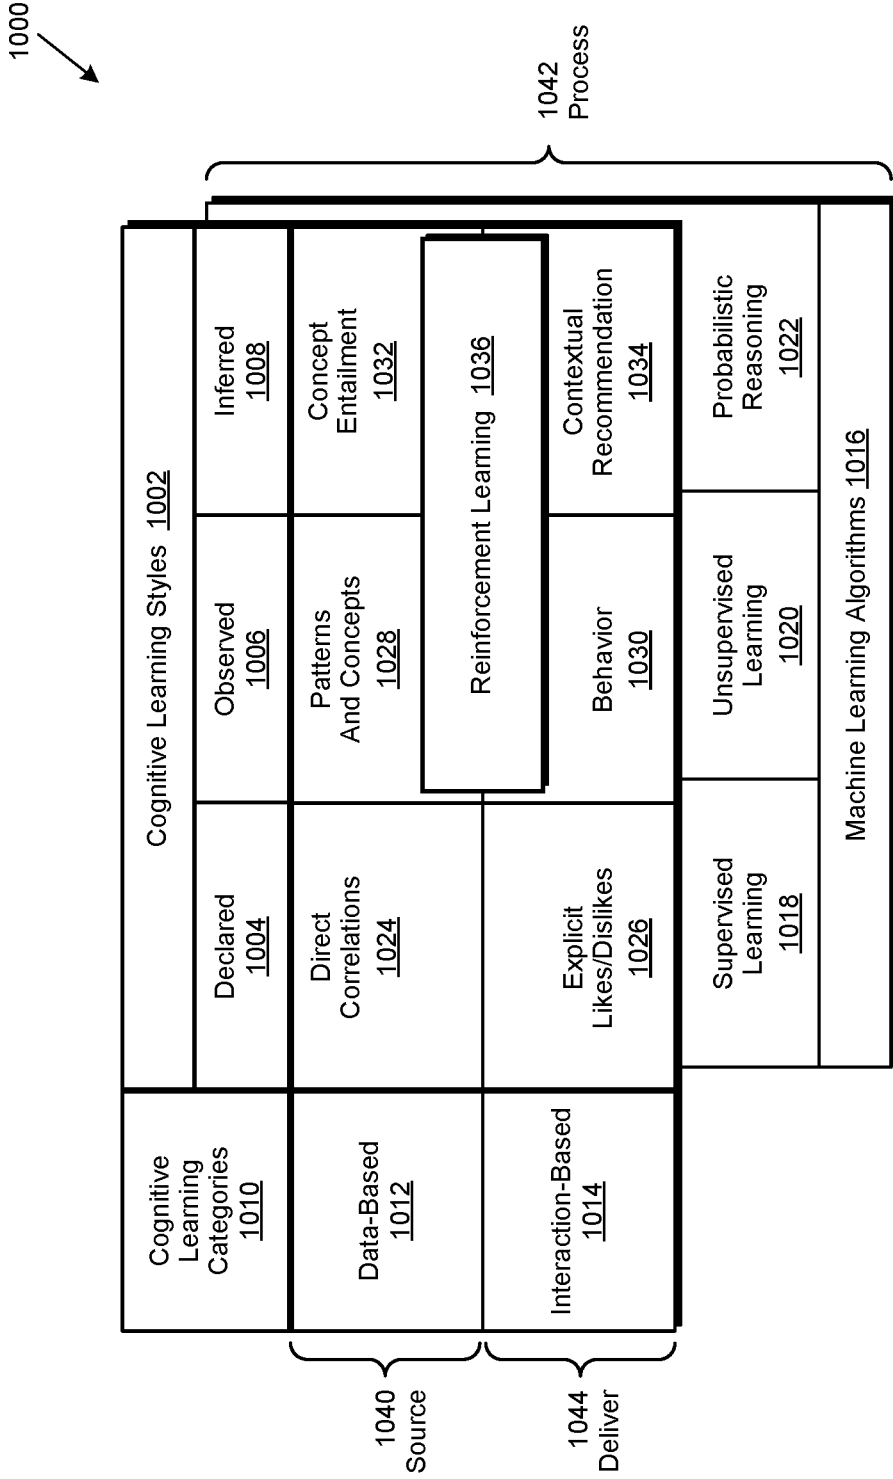 1000
Cognitive
Learning
Categories
1010
Cognitive Learning Styles 1002
Declared
1004
Observed
1006
Inferred
1008
1040
Source
Data-Based
1012
Direct
Correlations
1024
Patterns
And Concepts
1028
Concept
Entailment
1032
Reinforcement Learning 1036
1044
Deliver
Interaction-Based
1014
Explicit
Likes/Dislikes
1026
Behavior
1030
Contextual
Recommendation
1034
Supervised
Learning
1018
Unsupervised
Learning
1020
Probabilistic
Reasoning
1022
Machine Learning Algorithms 1016
1042
Process